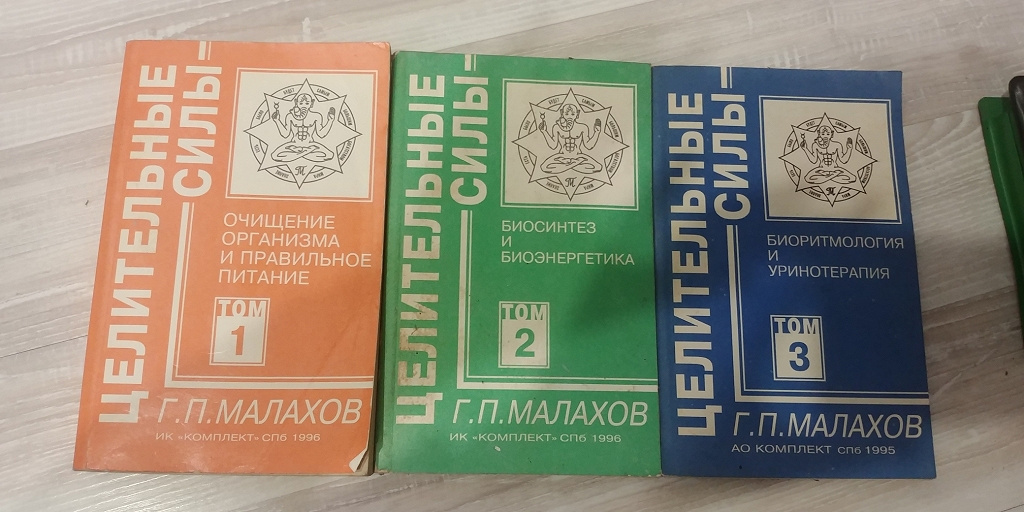 ЦЕЛИТЕЛЬНЫЕ
СИЛЫ
ОЧИЩЕНИЕ
ОРГАНИЗМА
И ПРАВИЛЬНОЕ
ПИТАНИЕ
ТОМ
1
Г.П.МАЛАХОВ
ИК «КОМПЛЕКТ» СПб 1996
ЦЕЛИТЕЛЬНЫЕ
СИЛЫ
БИОСИНТЕЗ
И
БИОЭНЕРГЕТИКА
ТОМ
2
Г.П.МАЛАХОВ
ИК «КОМПЛЕКТ» СПб 1996
ЦЕЛИТЕЛЬНЫЕ
СИЛЫ
БИОРИТМОЛОГИЯ
И
УРИНОТЕРАПИЯ
ТОМ
3
Г.П.МАЛАХОВ
АО КОМПЛЕКТ СПб 1995